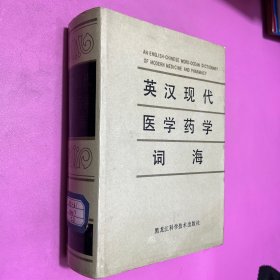 AN ENGLISH-CHINESE WORD-OCEAN DICTIONARY
OF MODERN MEDICINE AND PHARMACY
英汉现代
医学药学
词海
黑龙江科学技术出版社